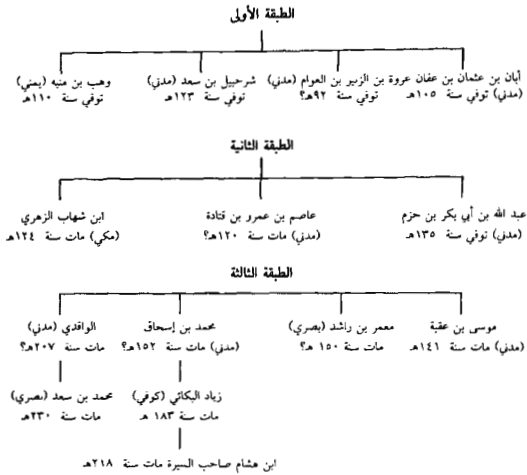 الطبقة الأولى
أبان بن عثمان بن عفان عروة بن الزبير بن العوام (مدني) شرحبيل بن سعد (مدني) وهب بن منبه (يمني)
(مدني) توفي سنة ١٠٥هـ توفي سنة ٩٢هـ؟ توفي سنة ١٢٣هـ توفي سنة ١١٠هـ
الطبقة الثانية
عبد الله بن أبي بكر بن حزم عاصم بن عمرو بن قتادة ابن شهاب الزهري
(مدني) توفي سنة ١٣٥هـ (مدني) مات سنة ١٢٠هـ؟ (مكي) مات سنة ١٢٤هـ
الطبقة الثالثة
موسى بن عقبة معمر بن راشد (بصري) محمد بن إسحاق الواقدي (مدني)
(مدني) مات سنة ١٤١هـ مات سنة ١٥٠ هـ؟ (مدني) مات سنة ١٥٢هـ؟ مات سنة ٢٠٧هـ؟
زياد البكائي (كوفي) محمد بن سعد (بصري)
مات سنة ١٨٣ هـ مات سنة ٢٣٠هـ
ابن هشام صاحب السيرة مات سنة ٢١٨هـ